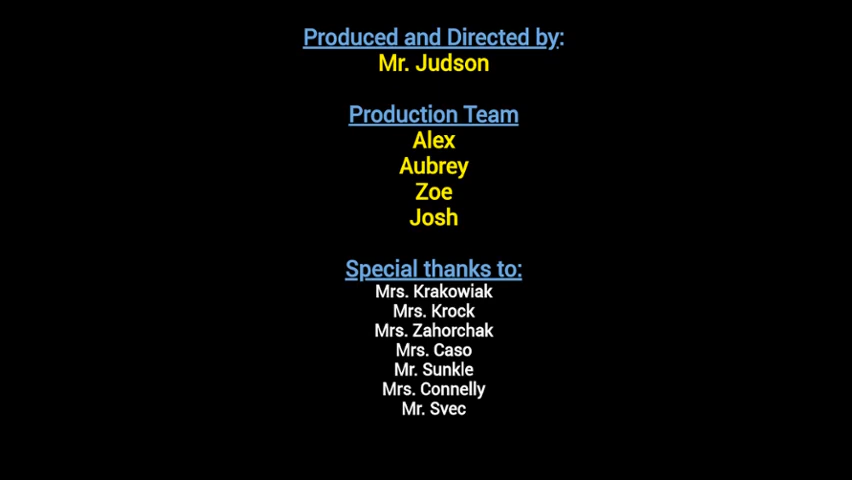 Produced and Directed by:
Mr. Judson
Production Team
Alex
Aubrey
Zoe
Josh
Special thanks to:
Mrs. Krakowiak
Mrs. Krock
Mrs. Zahorchak
Mrs. Caso
Mr. Sunkle
Mrs. Connelly
Mr. Svec